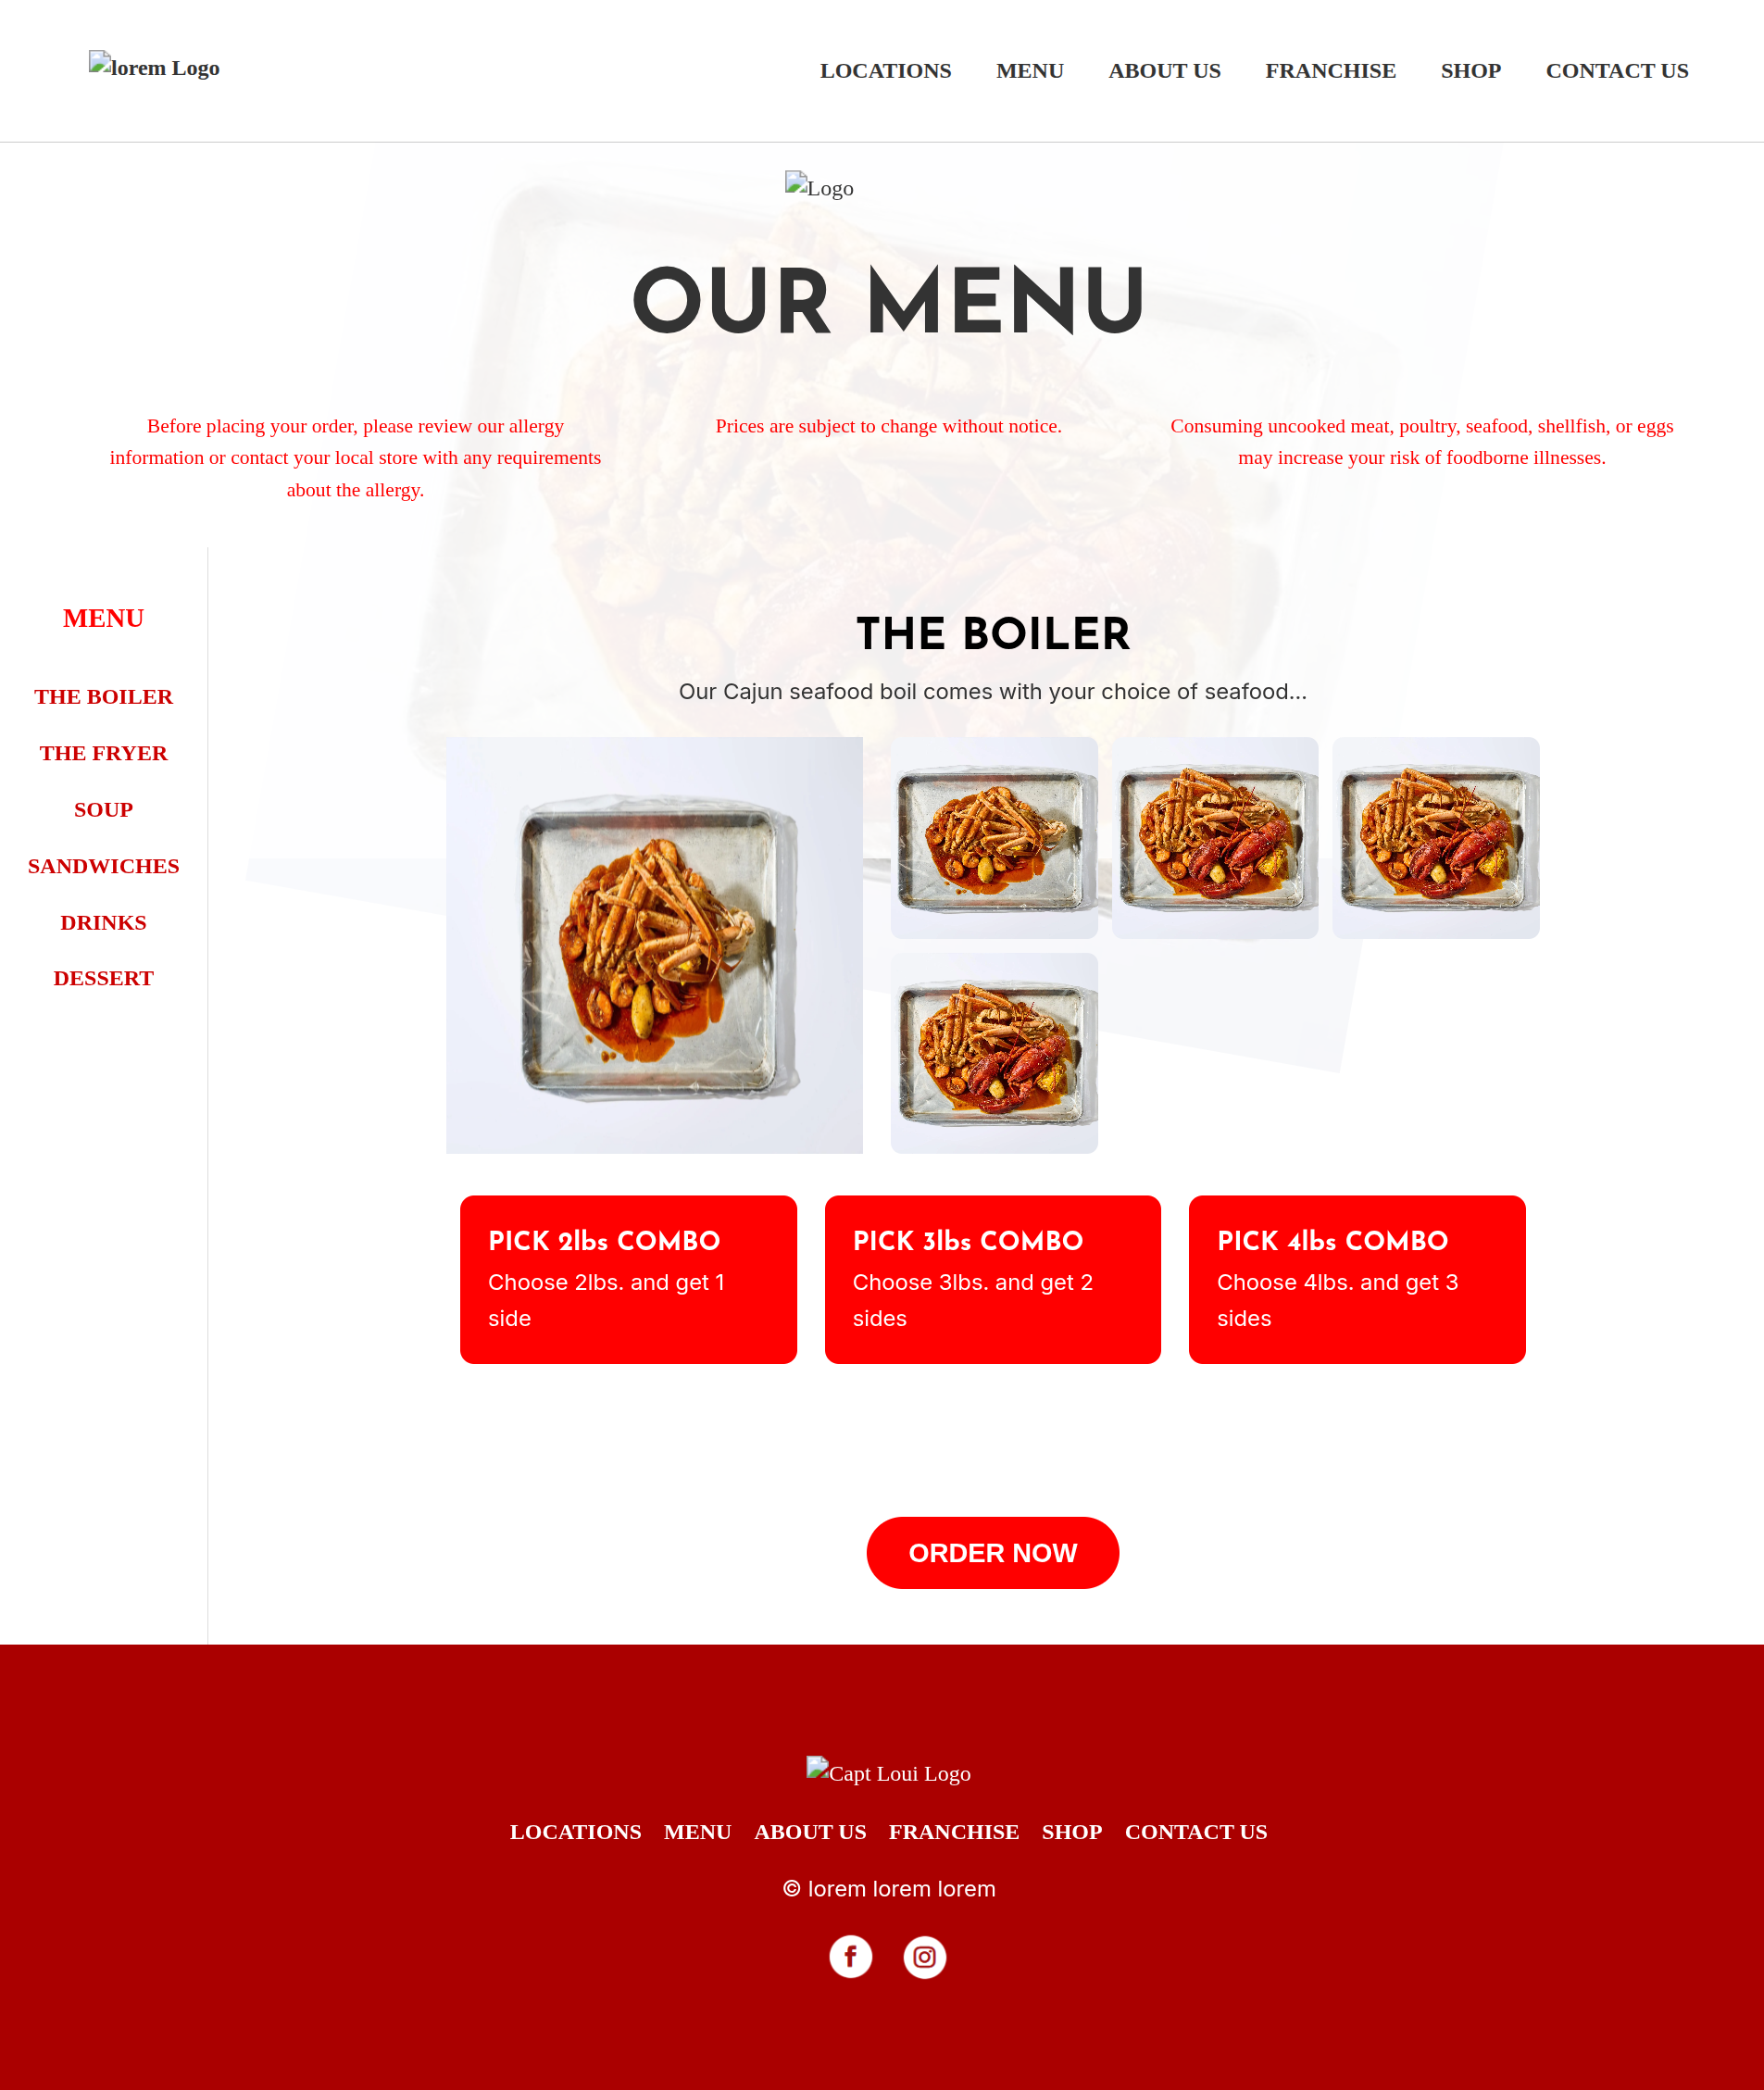 lorem Logo
LOCATIONS MENU ABOUT US FRANCHISE SHOP CONTACT US
Logo
OUR MENU
Before placing your order, please review our allergy
information or contact your local store with any requirements
about the allergy.
Prices are subject to change without notice.
Consuming uncooked meat, poultry, seafood, shellfish, or eggs
may increase your risk of foodborne illnesses.
MENU
THE BOILER
THE FRYER
SOUP
SANDWICHES
DRINKS
DESSERT
THE BOILER
Our Cajun seafood boil comes with your choice of seafood...
PICK 2lbs COMBO
Choose 2lbs. and get 1
side
PICK 3lbs COMBO
Choose 3lbs. and get 2
sides
PICK 4lbs COMBO
Choose 4lbs. and get 3
sides
ORDER NOW
Capt Loui Logo
LOCATIONS MENU ABOUT US FRANCHISE SHOP CONTACT US
© lorem lorem lorem